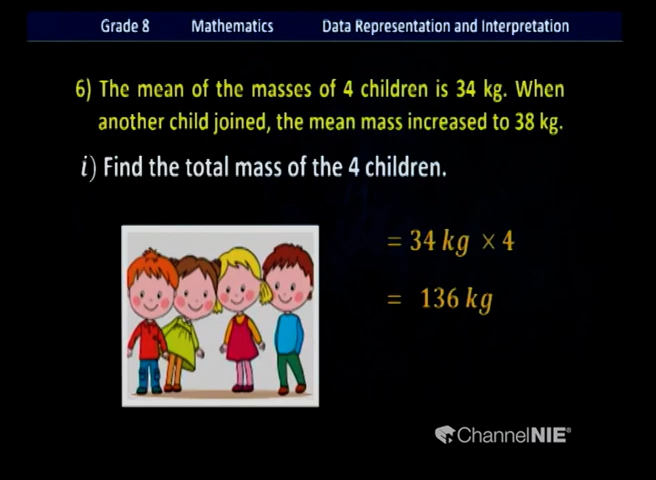 Grade 8 Mathematics Data Representation and Interpretation
6) The mean of the masses of 4 children is 34 kg. When
another child joined, the mean mass increased to 38 kg.
i) Find the total mass of the 4 children.
= 34 kg × 4
= 136 kg
ChannelNIE